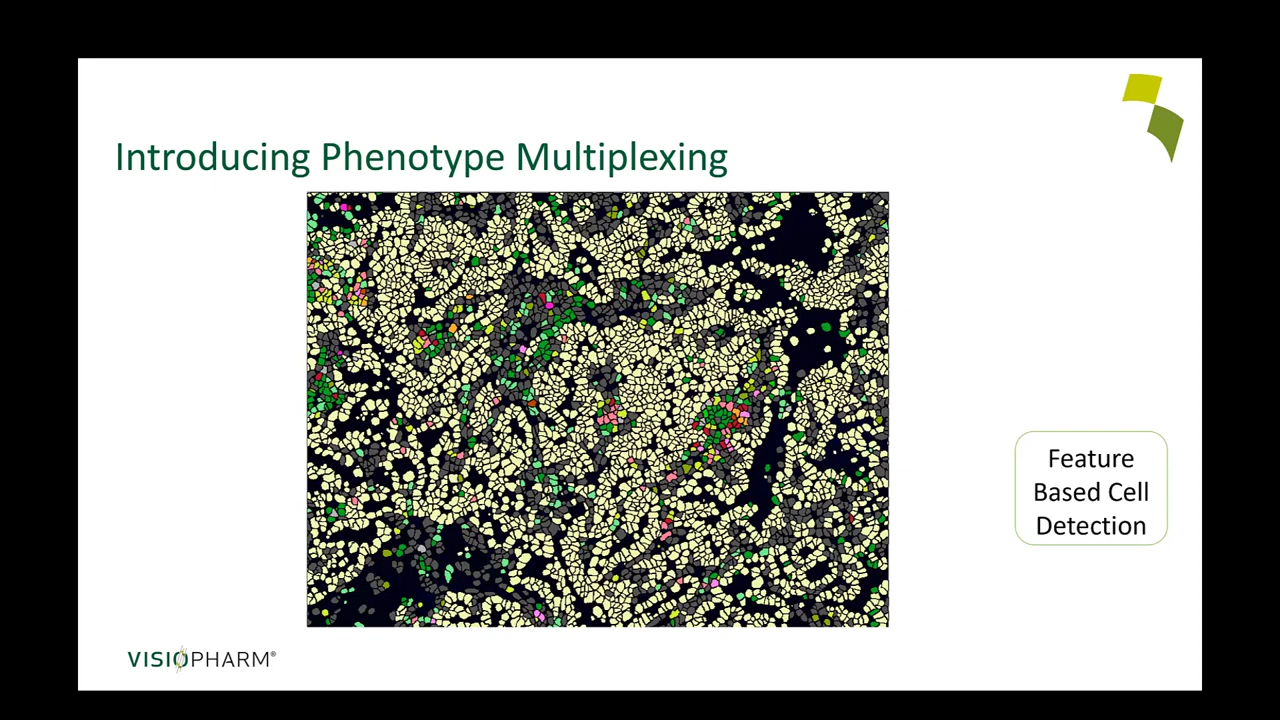 Introducing Phenotype Multiplexing
Feature
Based Cell
Detection
VISIOPHARM®